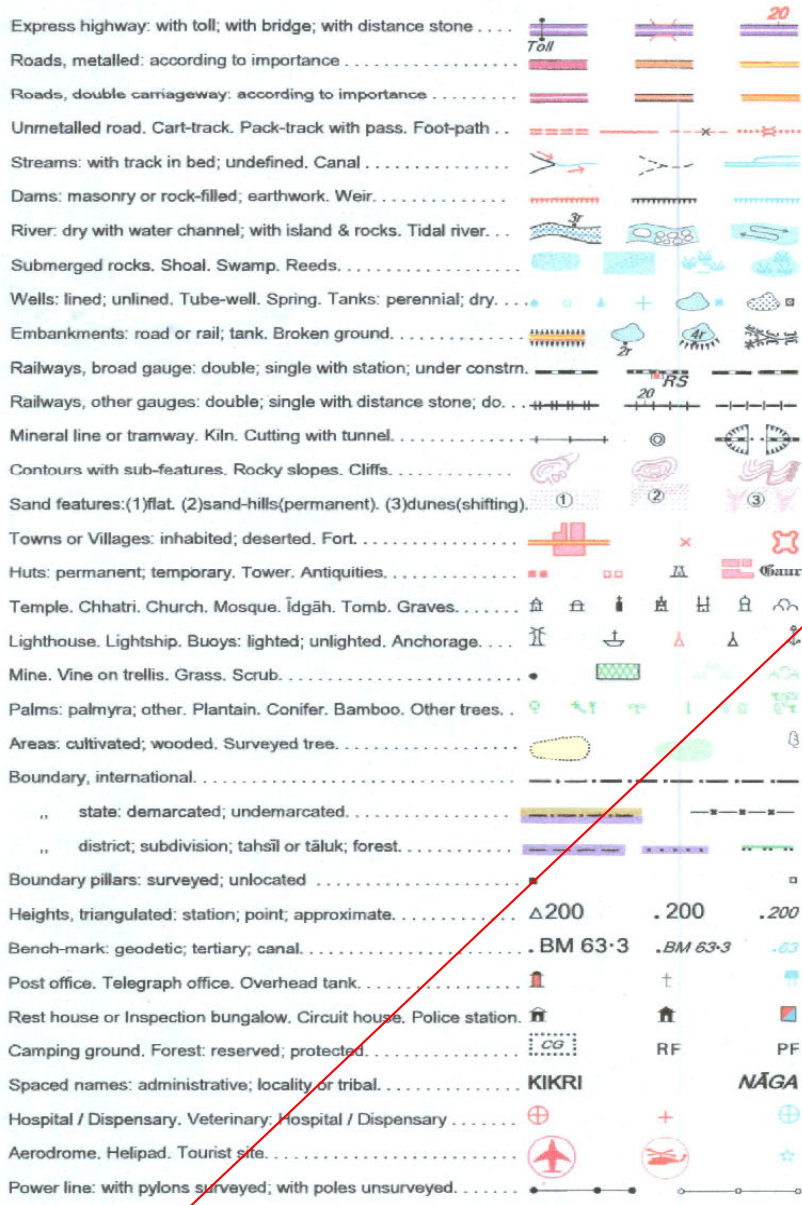 20
Express highway: with toll; with bridge; with distance stone . . . .
Toll
Roads, metalled: according to importance . . . . . . . . . . . . . . . . .
Roads, double carriageway: according to importance . . . . . . . .
Unmetalled road. Cart-track. Pack-track with pass. Foot-path . .
Streams: with track in bed; undefined. Canal . . . . . . . . . . . . . . .
Dams: masonry or rock-filled; earthwork. Weir. . . . . . . . . . . . . .
River: dry with water channel; with island & rocks. Tidal river. . . 3r
Submerged rocks. Shoal. Swamp. Reeds. . . . . . . . . . . . . . . . . .
Wells: lined; unlined. Tube-well. Spring. Tanks: perennial; dry. . . .
Embankments: road or rail; tank. Broken ground. . . . . . . . . . . . 2r 4r
Railways, broad gauge: double; single with station; under constrn. RS
Railways, other gauges: double; single with distance stone; do. . . 20
Mineral line or tramway. Kiln. Cutting with tunnel. . . . . . . . . . . . .
Contours with sub-features. Rocky slopes. Cliffs. . . . . . . . . . . . .
Sand features:(1)flat. (2)sand-hills(permanent). (3)dunes(shifting). 1 2 3
Towns or Villages: inhabited; deserted. Fort. . . . . . . . . . . . . . . .
Huts: permanent; temporary. Tower. Antiquities. . . . . . . . . . . . . . Gaur
Temple. Chhatri. Church. Mosque. Īdgāh. Tomb. Graves. . . . . . .
Lighthouse. Lightship. Buoys: lighted; unlighted. Anchorage. . . .
Mine. Vine on trellis. Grass. Scrub. . . . . . . . . . . . . . . . . . . . . . .
Palms: palmyra; other. Plantain. Conifer. Bamboo. Other trees. . .
Areas: cultivated; wooded. Surveyed tree. . . . . . . . . . . . . . . . . .
Boundary, international. . . . . . . . . . . . . . . . . . . . . . . . . . . . . . .
,, state: demarcated; undemarcated. . . . . . . . . . . . . . . . . .
,, district; subdivision; tahsīl or tāluk; forest. . . . . . . . . . . . .
Boundary pillars: surveyed; unlocated . . . . . . . . . . . . . . . . . . . .
Heights, triangulated: station; point; approximate. . . . . . . . . . . . △200 . 200 . 200
Bench-mark: geodetic; tertiary; canal. . . . . . . . . . . . . . . . . . . . . . BM 63·3 . BM 63·3 . 63
Post office. Telegraph office. Overhead tank. . . . . . . . . . . . . . . .
Rest house or Inspection bungalow. Circuit house. Police station.
Camping ground. Forest: reserved; protected. . . . . . . . . . . . . . . CG RF PF
Spaced names: administrative; locality or tribal. . . . . . . . . . . . . . KIKRI NĀGA
Hospital / Dispensary. Veterinary: Hospital / Dispensary . . . . . . .
Aerodrome. Helipad. Tourist site. . . . . . . . . . . . . . . . . . . . . . . . .
Power line: with pylons surveyed; with poles unsurveyed. . . . . . .